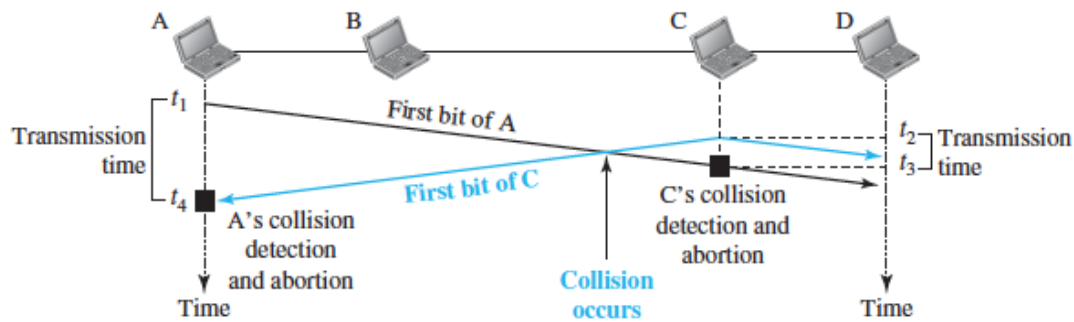 A
B
C
D
t1
First bit of A
Transmission
time
t2
t3
Transmission
time
First bit of C
t4
A's collision
detection
and abortion
C's collision
detection and
abortion
Collision
occurs
Time
Time